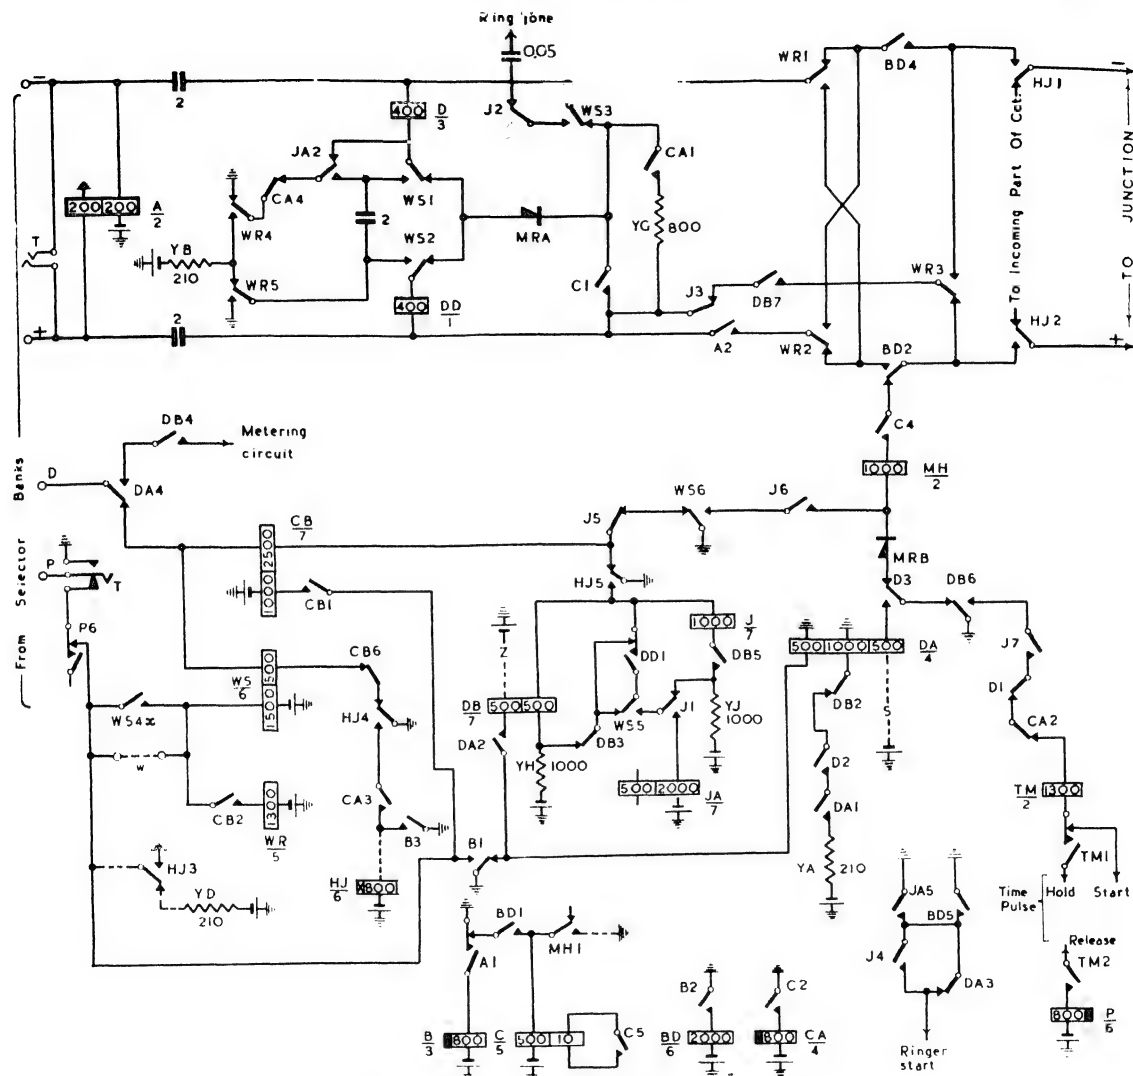 Ring Tone
0.05
−
2
D
3
400
J2
WS3
WR1
BD4
HJ1
−
JA2
CA1
A
2
200
200
CA4
WS1
YG
800
WR4
2
MRA
WS2
T
YB
210
WR5
400
DD
1
C1
J3
DB7
WR3
To Incoming Part Of Cct.
TO JUNCTION
+
2
A2
WR2
BD2
HJ2
+
From Selector Banks
DB4
Metering
circuit
C4
D
DA4
1000
MH
2
WS6
J6
CB
7
1250
100
J5
MRB
P
T
CB1
HJ5
D3
DB6
P6
Z
1000
J
7
500
1000
500
DA
4
J7
WS
6
500
1500
CB6
DD1
DB5
DB2
D1
WS4x
HJ4
DB
7
500
500
WS5
J1
YJ
1000
S
CA2
w
DA2
DB3
D2
YH
1000
CA3
500
2000
JA
7
DA1
1300
TM
2
CB2
1300
WR
5
B3
B1
TM1
HJ3
YD
210
HJ
6
800
YA
210
Time
Pulse
Hold
Start
JA5
BD5
BD1
MH1
Release
TM2
A1
J4
DA3
B2
C2
B
3
800
C
5
500
10
C5
BD
6
2000
800
CA
4
800
P
6
Ringer
start